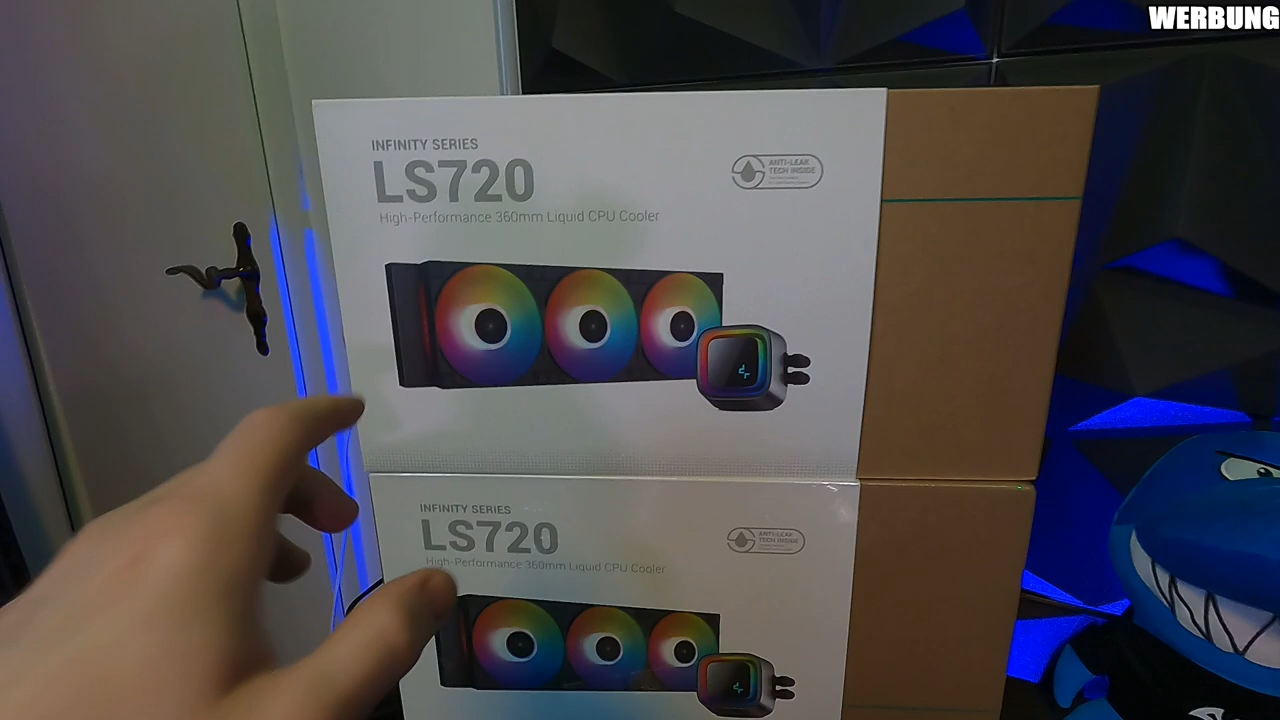 WERBUNG
INFINITY SERIES
LS720
High-Performance 360mm Liquid CPU Cooler
ANTI-LEAK
TECH INSIDE
INFINITY SERIES
LS720
High-Performance 360mm Liquid CPU Cooler
ANTI-LEAK
TECH INSIDE